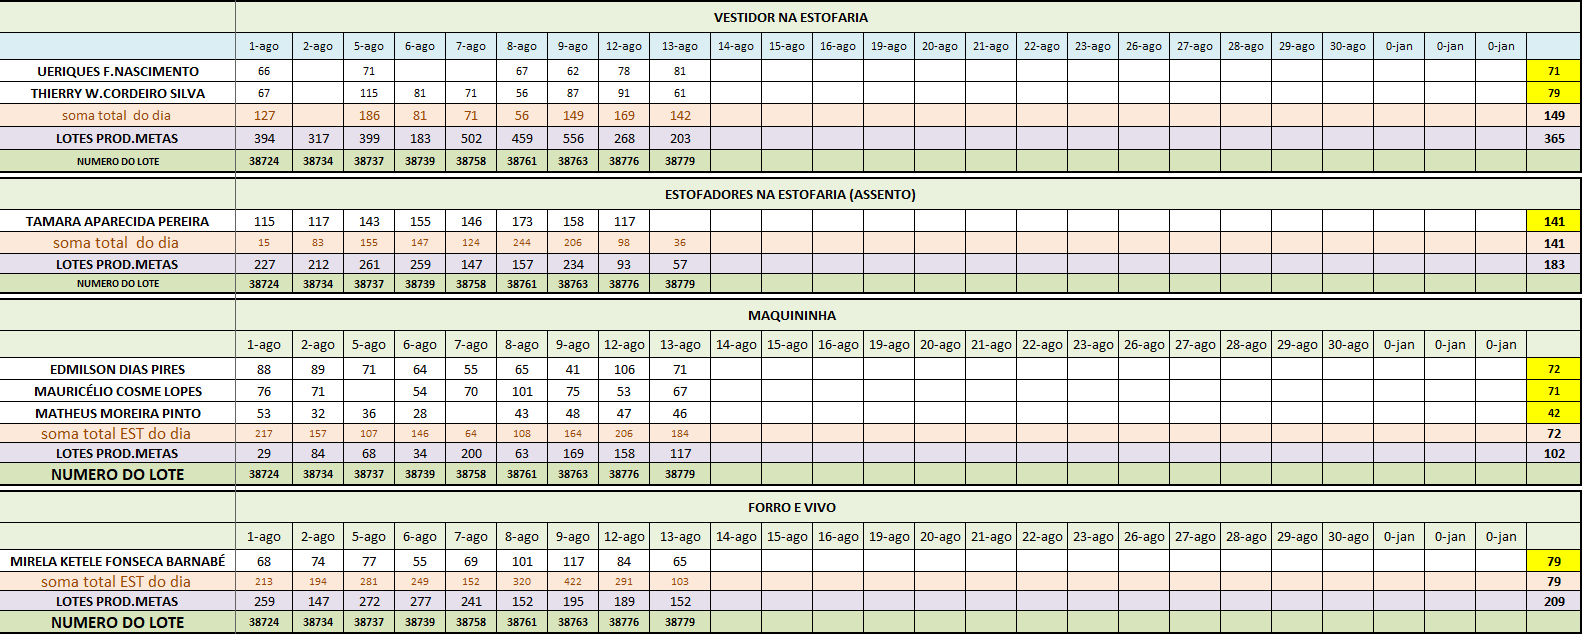 VESTIDOR NA ESTOFARIA
1-ago 2-ago 5-ago 6-ago 7-ago 8-ago 9-ago 12-ago 13-ago 14-ago 15-ago 16-ago 19-ago 20-ago 21-ago 22-ago 23-ago 26-ago 27-ago 28-ago 29-ago 30-ago 0-jan 0-jan 0-jan
UERIQUES F.NASCIMENTO 66 71 67 62 78 81 71
THIERRY W.CORDEIRO SILVA 67 115 81 71 56 87 91 61 79
soma total do dia 127 186 81 71 56 149 169 142 149
LOTES PROD.METAS 394 317 399 183 502 459 556 268 203 365
NUMERO DO LOTE 38724 38734 38737 38739 38758 38761 38763 38776 38779
ESTOFADORES NA ESTOFARIA (ASSENTO)
TAMARA APARECIDA PEREIRA 115 117 143 155 146 173 158 117 141
soma total do dia 15 83 155 147 124 244 206 98 36 141
LOTES PROD.METAS 227 212 261 259 147 157 234 93 57 183
NUMERO DO LOTE 38724 38734 38737 38739 38758 38761 38763 38776 38779
MAQUININHA
1-ago 2-ago 5-ago 6-ago 7-ago 8-ago 9-ago 12-ago 13-ago 14-ago 15-ago 16-ago 19-ago 20-ago 21-ago 22-ago 23-ago 26-ago 27-ago 28-ago 29-ago 30-ago 0-jan 0-jan 0-jan
EDMILSON DIAS PIRES 88 89 71 64 55 65 41 106 71 72
MAURICÉLIO COSME LOPES 76 71 54 70 101 75 53 67 71
MATHEUS MOREIRA PINTO 53 32 36 28 43 48 47 46 42
soma total EST do dia 217 157 107 146 64 108 164 206 184 72
LOTES PROD.METAS 29 84 68 34 200 63 169 158 117 102
NUMERO DO LOTE 38724 38734 38737 38739 38758 38761 38763 38776 38779
FORRO E VIVO
1-ago 2-ago 5-ago 6-ago 7-ago 8-ago 9-ago 12-ago 13-ago 14-ago 15-ago 16-ago 19-ago 20-ago 21-ago 22-ago 23-ago 26-ago 27-ago 28-ago 29-ago 30-ago 0-jan 0-jan 0-jan
MIRELA KETELE FONSECA BARNABÉ 68 74 77 55 69 101 117 84 65 79
soma total EST do dia 213 194 281 249 152 320 422 291 103 79
LOTES PROD.METAS 259 147 272 277 241 152 195 189 152 209
NUMERO DO LOTE 38724 38734 38737 38739 38758 38761 38763 38776 38779